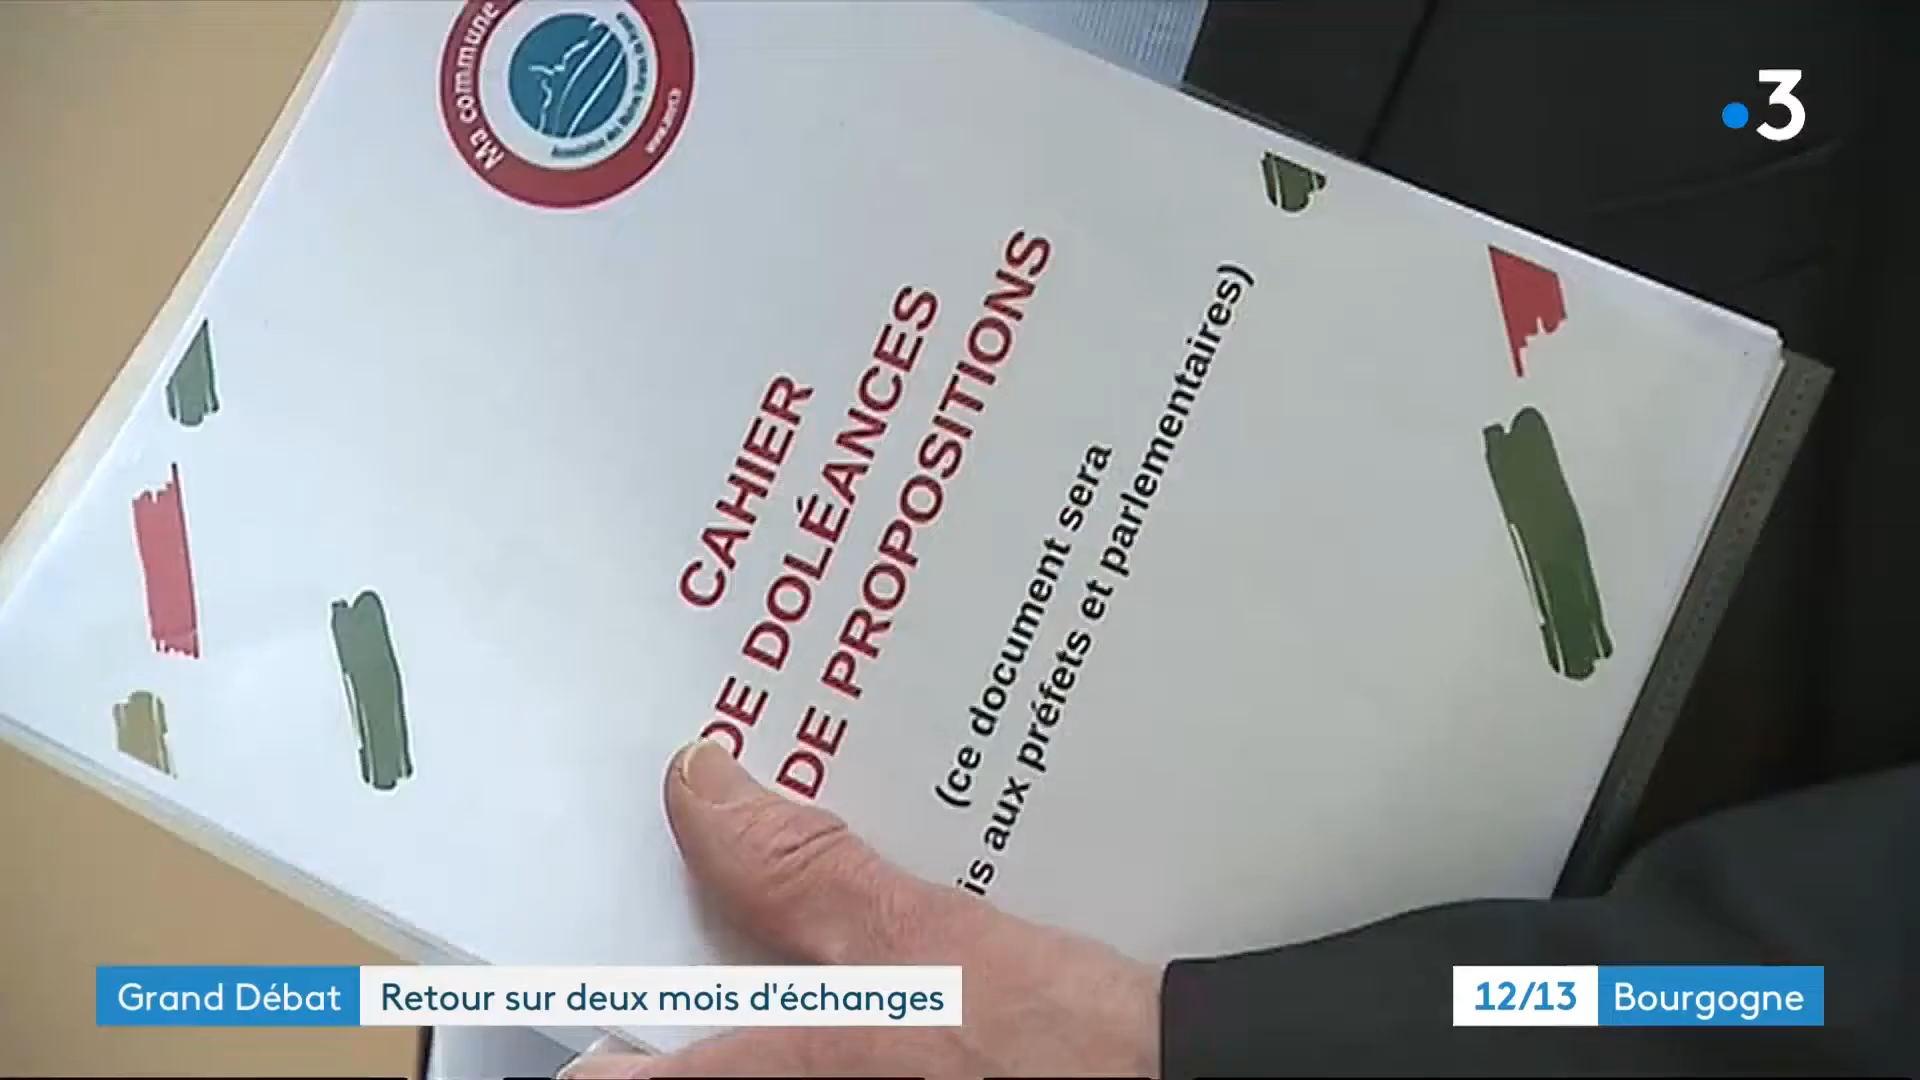 Ma commune
3
CAHIER
DE DOLÉANCES
DE PROPOSITIONS
(ce document sera
is aux préfets et parlementaires)
Grand Débat
Retour sur deux mois d'échanges
12/13
Bourgogne